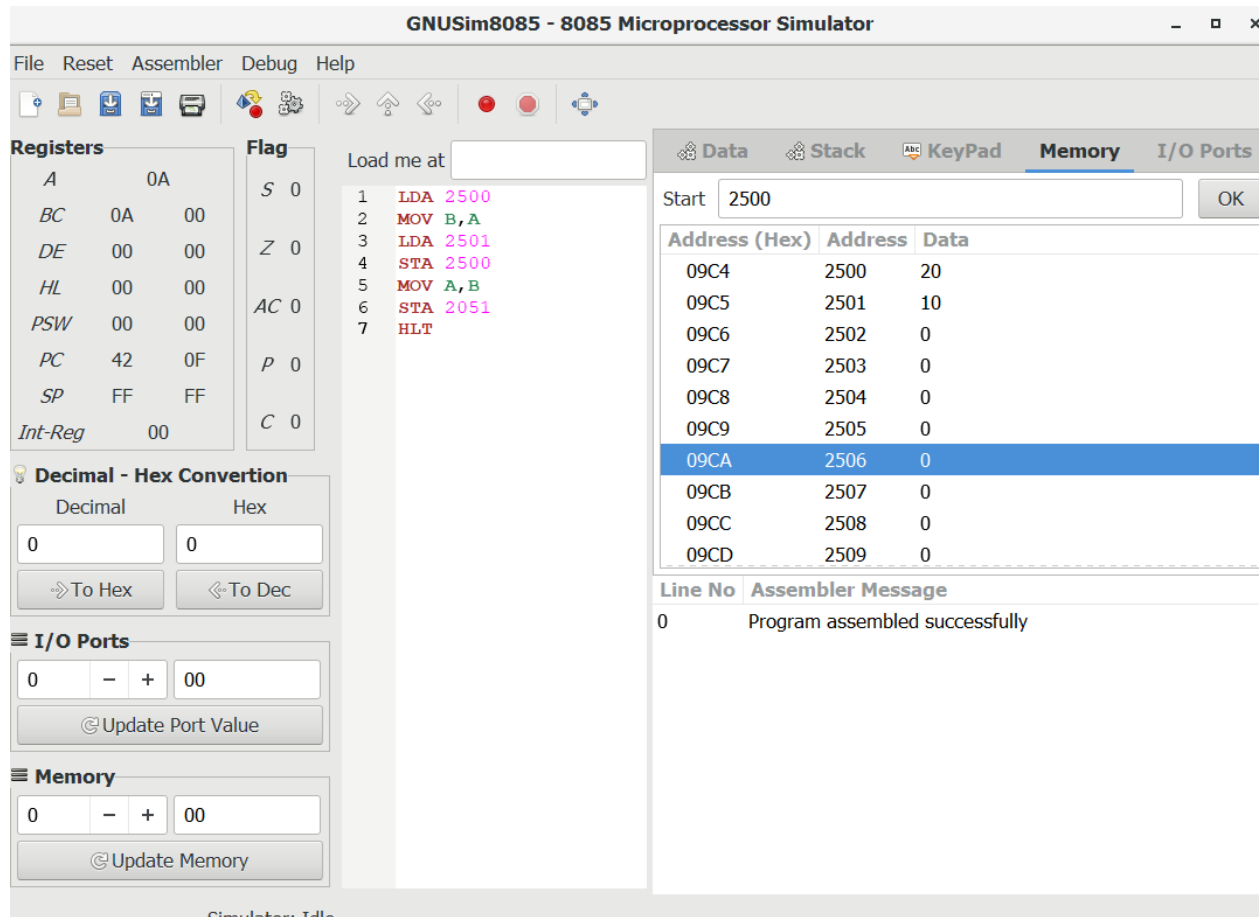 GNUSim8085 - 8085 Microprocessor Simulator
File Reset Assembler Debug Help
Registers
A 0A
BC 0A 00
DE 00 00
HL 00 00
PSW 00 00
PC 42 0F
SP FF FF
Int-Reg 00
Flag
S 0
Z 0
AC 0
P 0
C 0
Decimal - Hex Convertion
Decimal Hex
0 0
To Hex To Dec
I/O Ports
0 − + 00
Update Port Value
Memory
0 − + 00
Update Memory
Load me at
1 LDA 2500
2 MOV B,A
3 LDA 2501
4 STA 2500
5 MOV A,B
6 STA 2051
7 HLT
Data Stack Abc KeyPad Memory I/O Ports
Start 2500 OK
Address (Hex) Address Data
09C4 2500 20
09C5 2501 10
09C6 2502 0
09C7 2503 0
09C8 2504 0
09C9 2505 0
09CA 2506 0
09CB 2507 0
09CC 2508 0
09CD 2509 0
Line No Assembler Message
0 Program assembled successfully
Simulator: Idle